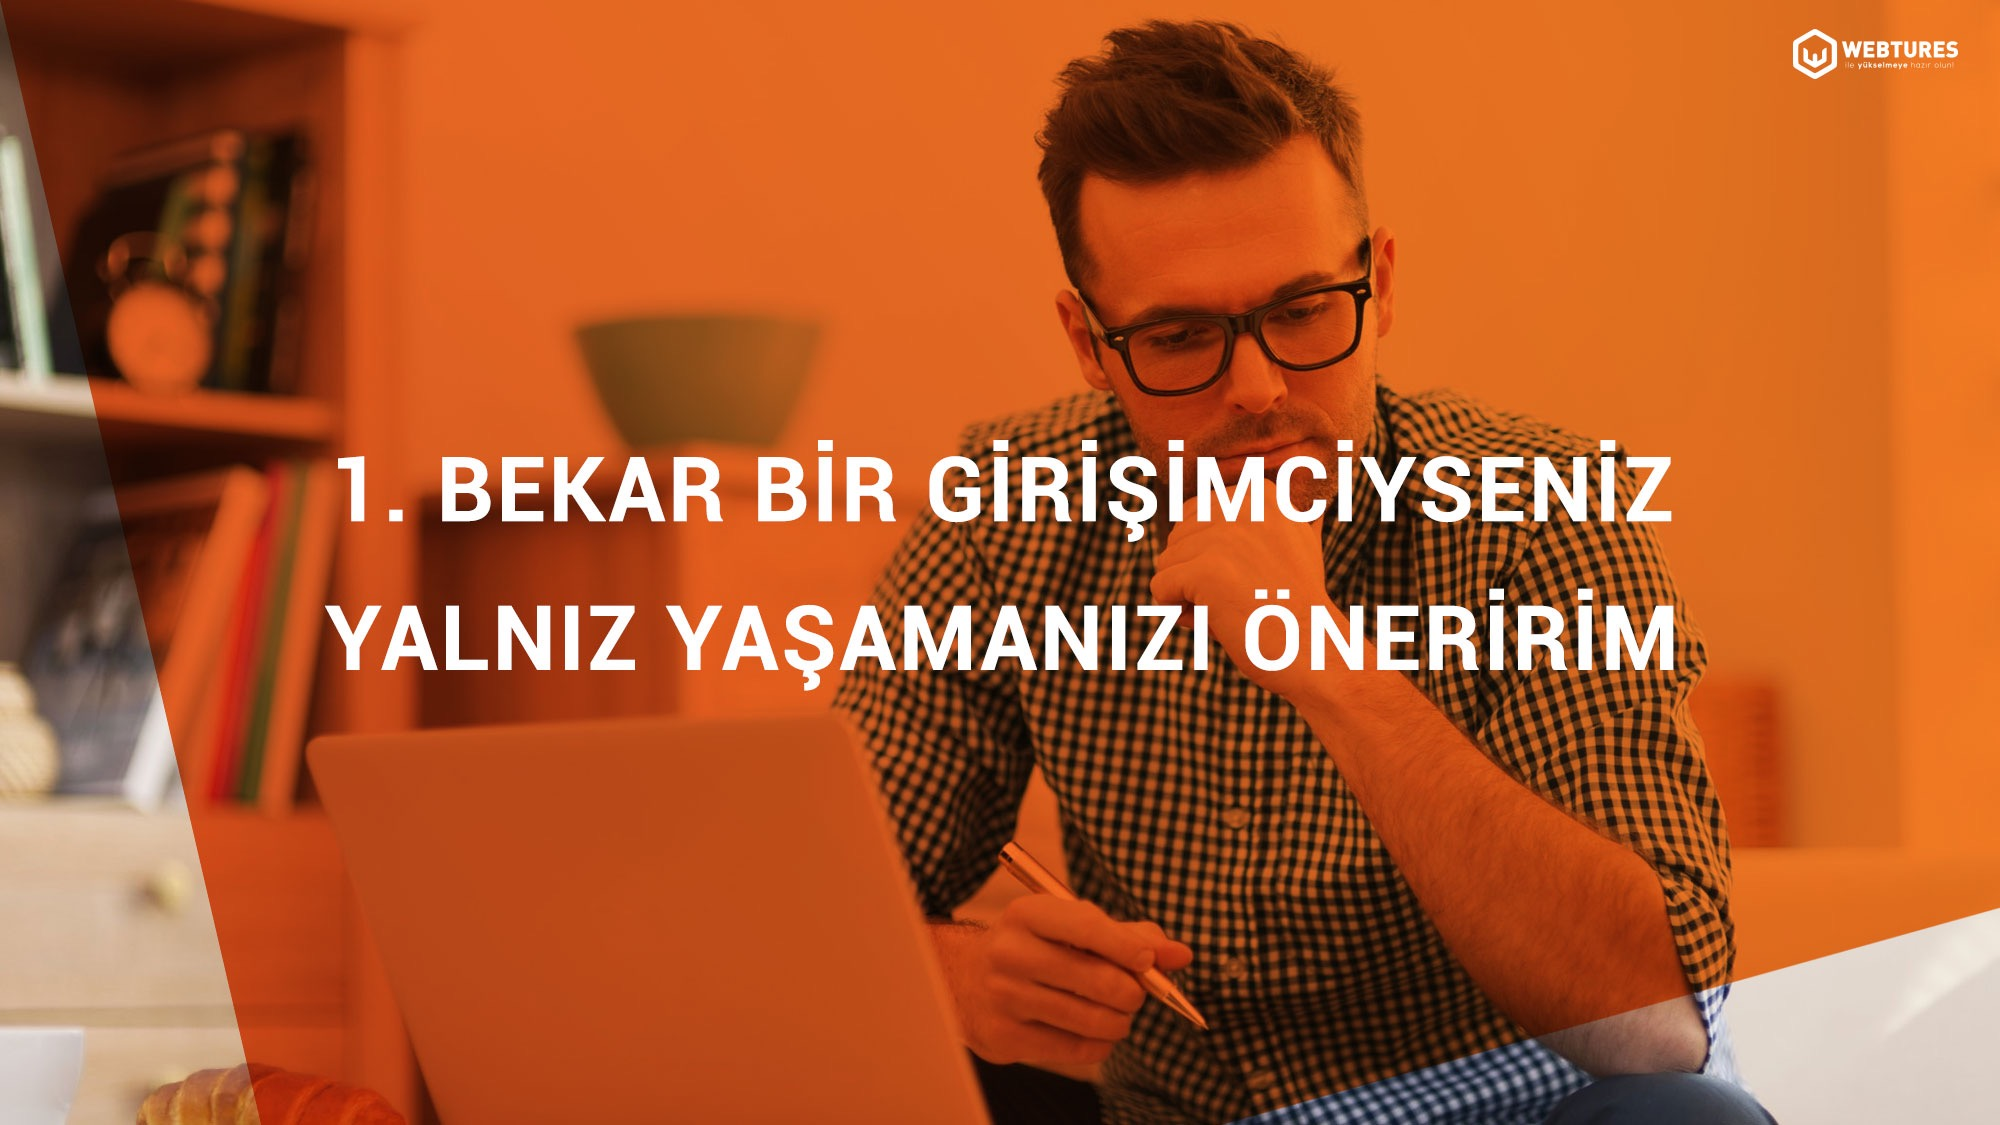 WEBTURES
ile yükselmeye hazır olun!
1. BEKAR BİR GİRİŞİMCİYSENİZ
YALNIZ YAŞAMANIZI ÖNERİRİM